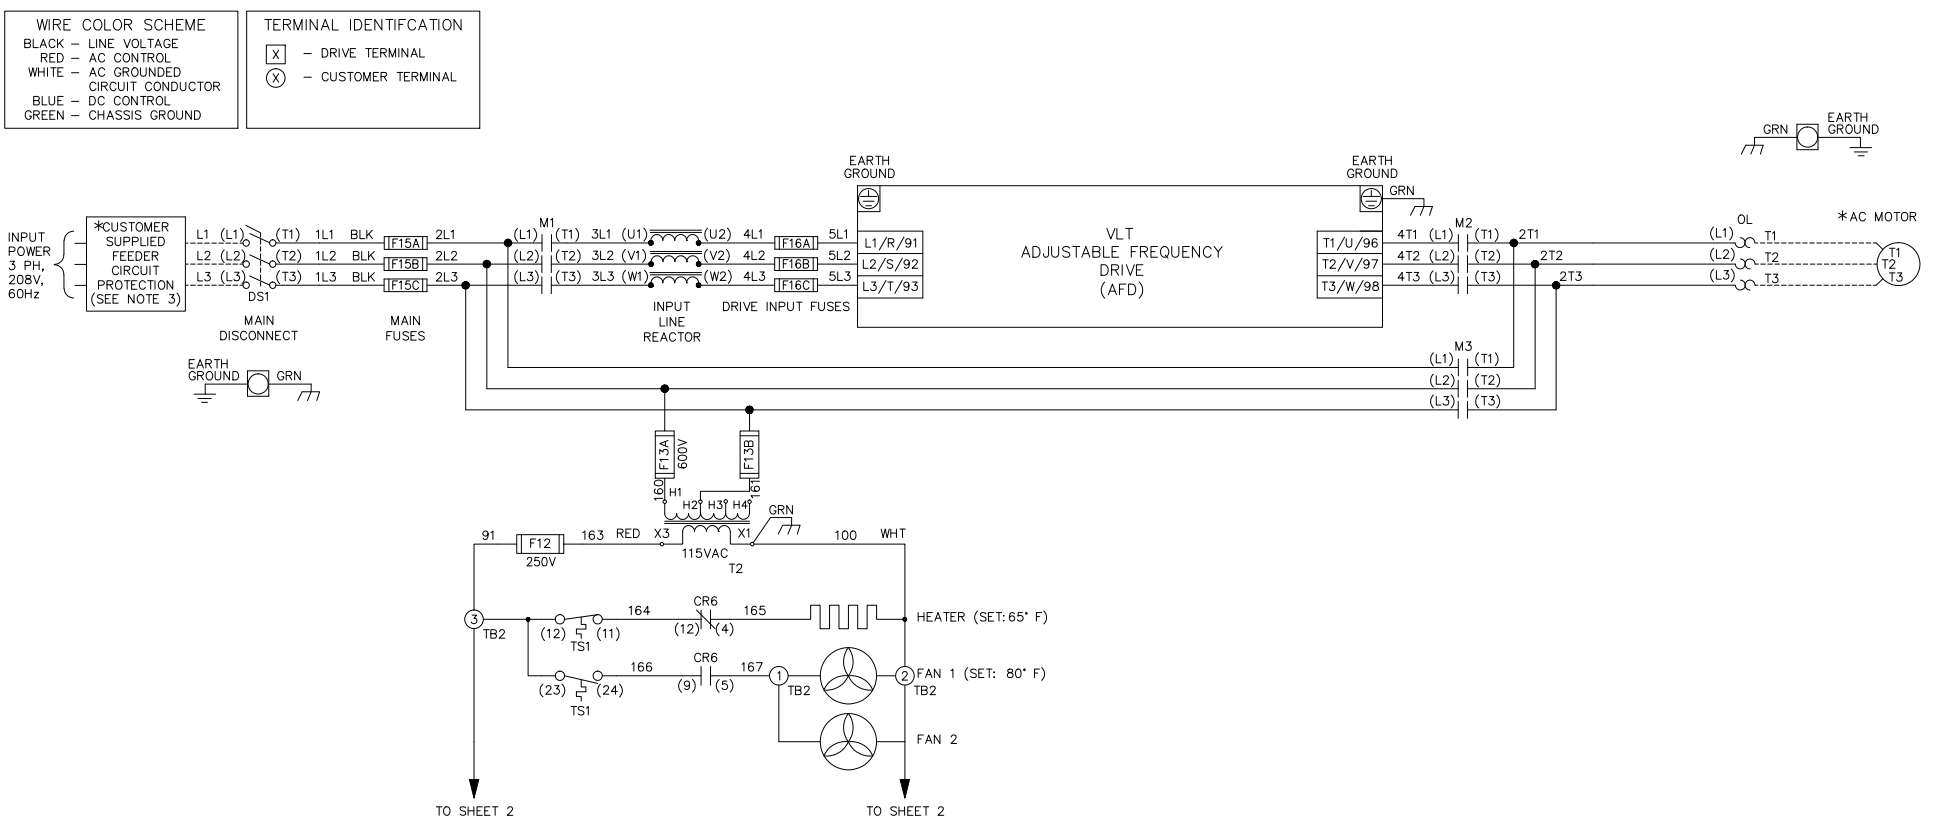 WIRE COLOR SCHEME
BLACK – LINE VOLTAGE
RED – AC CONTROL
WHITE – AC GROUNDED
CIRCUIT CONDUCTOR
BLUE – DC CONTROL
GREEN – CHASSIS GROUND
TERMINAL IDENTIFCATION
X – DRIVE TERMINAL
X – CUSTOMER TERMINAL
GRN
EARTH
GROUND
INPUT
POWER
3 PH,
208V,
60Hz
*CUSTOMER
SUPPLIED
FEEDER
CIRCUIT
PROTECTION
(SEE NOTE 3)
L1 (L1) (T1) 1L1 BLK F15A 2L1
L2 (L2) (T2) 1L2 BLK F15B 2L2
L3 (L3) (T3) 1L3 BLK F15C 2L3
DS1
MAIN
DISCONNECT
MAIN
FUSES
EARTH
GROUND
GRN
M1
(L1) (T1) 3L1 (U1) (U2) 4L1 F16A 5L1
(L2) (T2) 3L2 (V1) (V2) 4L2 F16B 5L2
(L3) (T3) 3L3 (W1) (W2) 4L3 F16C 5L3
INPUT
LINE
REACTOR
DRIVE INPUT FUSES
EARTH
GROUND
L1/R/91
L2/S/92
L3/T/93
VLT
ADJUSTABLE FREQUENCY
DRIVE
(AFD)
EARTH
GROUND
GRN
T1/U/96
T2/V/97
T3/W/98
M2
4T1 (L1) (T1) 2T1
4T2 (L2) (T2) 2T2
4T3 (L3) (T3) 2T3
OL
(L1) T1
(L2) T2
(L3) T3
*AC MOTOR
T1
T2
T3
M3
(L1) (T1)
(L2) (T2)
(L3) (T3)
F13A
600V
F13B
160
161
H1
H2 H3 H4
GRN
91 F12 163 RED X3 X1 100 WHT
250V
115VAC
T2
3
TB2
(12) (11)
TS1
164
CR6
(12) (4)
165
HEATER (SET:65° F)
(23) (24)
TS1
166
CR6
(9) (5)
167
1
TB2
2
TB2
FAN 1 (SET: 80° F)
FAN 2
TO SHEET 2
TO SHEET 2